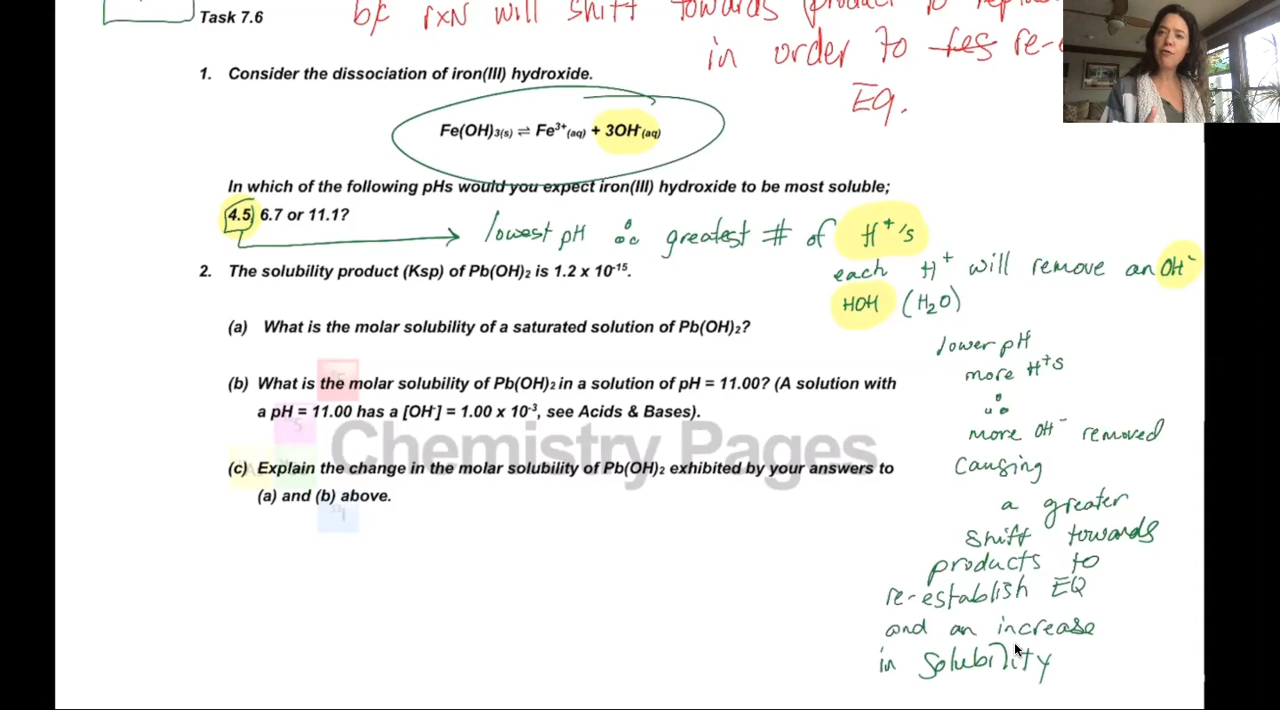 Task 7.6
b/c rxN will shift towards product to
in order to re-
EQ.
1. Consider the dissociation of iron(III) hydroxide.
Fe(OH)3(s) ⇌ Fe³⁺(aq) + 3OH⁻(aq)
In which of the following pHs would you expect iron(III) hydroxide to be most soluble;
4.5, 6.7 or 11.1?
lowest pH ∴ greatest # of H⁺'s
each H⁺ will remove an OH⁻
HOH (H₂O)
2. The solubility product (Ksp) of Pb(OH)₂ is 1.2 x 10⁻¹⁵.
(a) What is the molar solubility of a saturated solution of Pb(OH)₂?
(b) What is the molar solubility of Pb(OH)₂ in a solution of pH = 11.00? (A solution with
a pH = 11.00 has a [OH⁻] = 1.00 x 10⁻³, see Acids & Bases).
(c) Explain the change in the molar solubility of Pb(OH)₂ exhibited by your answers to
(a) and (b) above.
Chemistry Pages
lower pH
more H⁺s
∴
more OH⁻ removed
causing
a greater
shift towards
products to
re-establish EQ
and an increase
in solubility